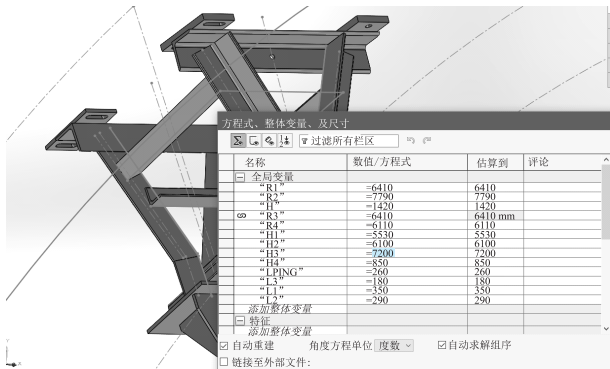 方程式、整体变量、及尺寸
过滤所有栏区
名称 数值/方程式 估算到 评论
全局变量
“R1” =6410 6410
“R2” =7790 7790
“H” =1420 1420
“R3” =6410 6410 mm
“R4” =6110 6110
“H1” =5530 5530
“H2” =6100 6100
“H3” =7200 7200
“H4” =850 850
“LPING” =260 260
“L3” =180 180
“L1” =350 350
“L2” =290 290
添加整体变量
特征
添加整体变量
自动重建 角度方程单位 度数 自动求解组序
链接至外部文件: